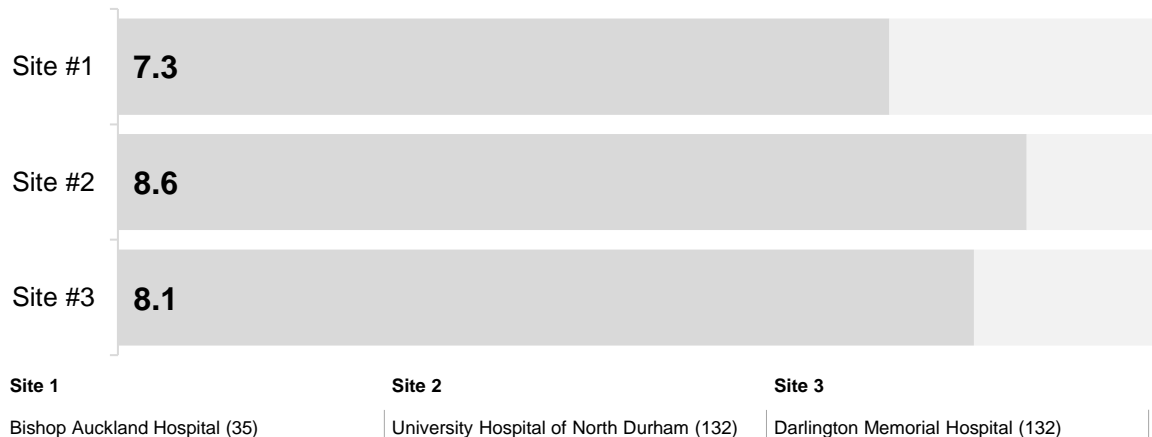 Site #1 7.3
Site #2 8.6
Site #3 8.1
Site 1 Site 2 Site 3
Bishop Auckland Hospital (35) University Hospital of North Durham (132) Darlington Memorial Hospital (132)